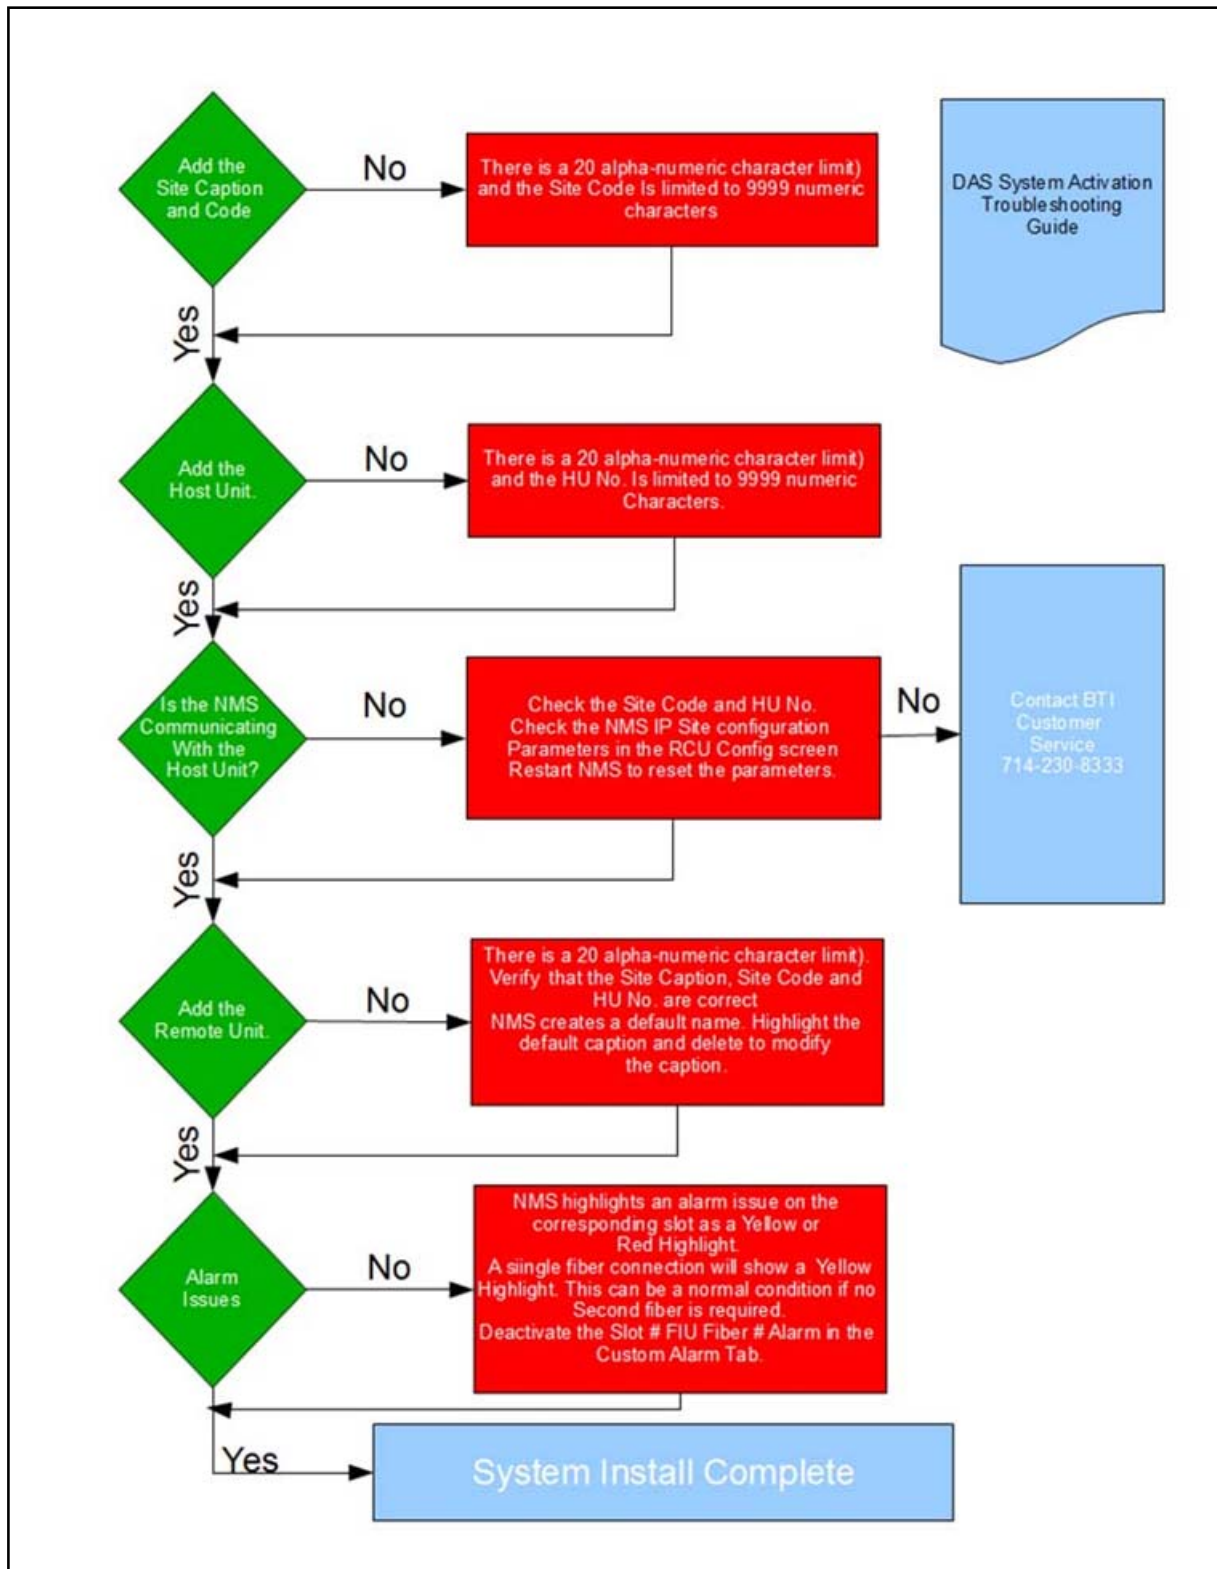 Add the
Site Caption
and Code
No
There is a 20 alpha-numeric character limit)
and the Site Code Is limited to 9999 numeric
characters
DAS System Activation
Troubleshooting
Guide
Yes
Add the
Host Unit.
No
There is a 20 alpha-numeric character limit)
and the HU No. Is limited to 9999 numeric
Characters.
Yes
Is the NMS
Communicating
With the
Host Unit?
No
Check the Site Code and HU No.
Check the NMS IP Site configuration
Parameters in the RCU Config screen
Restart NMS to reset the parameters.
No
Contact BTI
Customer
Service
714-230-8333
Yes
Add the
Remote Unit.
No
There is a 20 alpha-numeric character limit).
Verify that the Site Caption, Site Code and
HU No. are correct
NMS creates a default name. Highlight the
default caption and delete to modify
the caption.
Yes
Alarm
Issues
No
NMS highlights an alarm issue on the
corresponding slot as a Yellow or
Red Highlight.
A siingle fiber connection will show a Yellow
Highlight. This can be a normal condition if no
Second fiber is required.
Deactivate the Slot # FIU Fiber # Alarm in the
Custom Alarm Tab.
Yes
System Install Complete